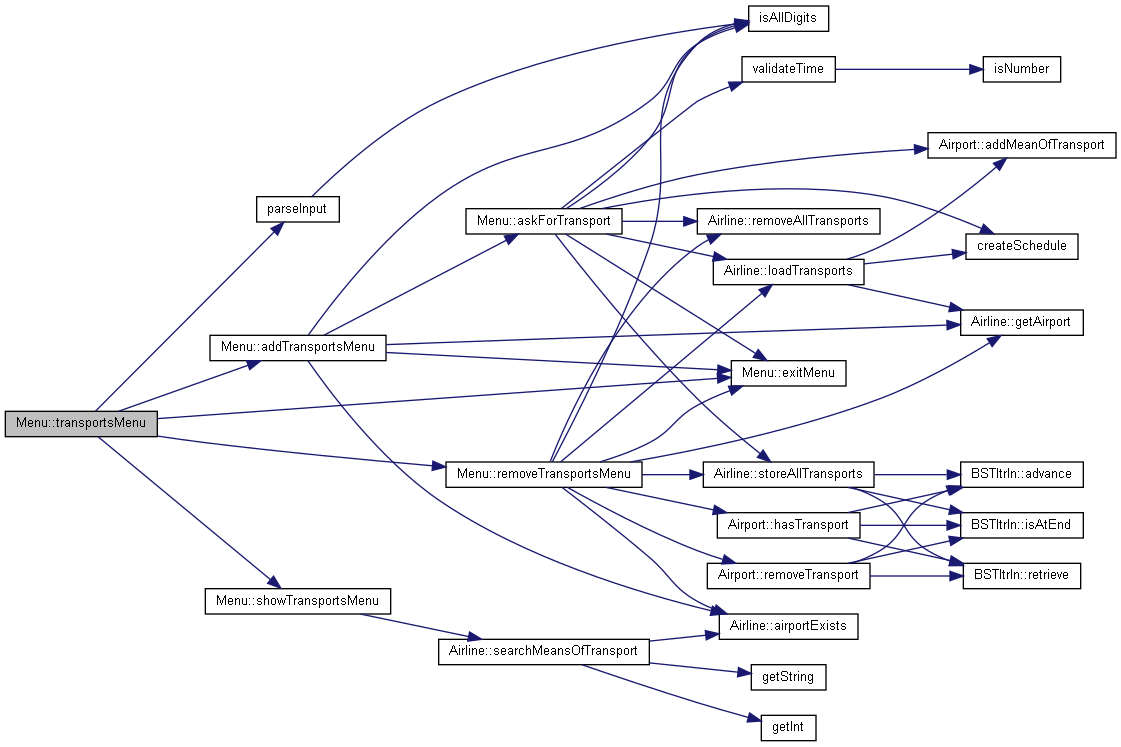 isAllDigits
validateTime
isNumber
Airport::addMeanOfTransport
parseInput
Menu::askForTransport
Airline::removeAllTransports
createSchedule
Airline::loadTransports
Airline::getAirport
Menu::addTransportsMenu
Menu::exitMenu
Menu::transportsMenu
Menu::removeTransportsMenu
Airline::storeAllTransports
BSTItrIn::advance
Airport::hasTransport
BSTItrIn::isAtEnd
Airport::removeTransport
BSTItrIn::retrieve
Menu::showTransportsMenu
Airline::airportExists
Airline::searchMeansOfTransport
getString
getInt